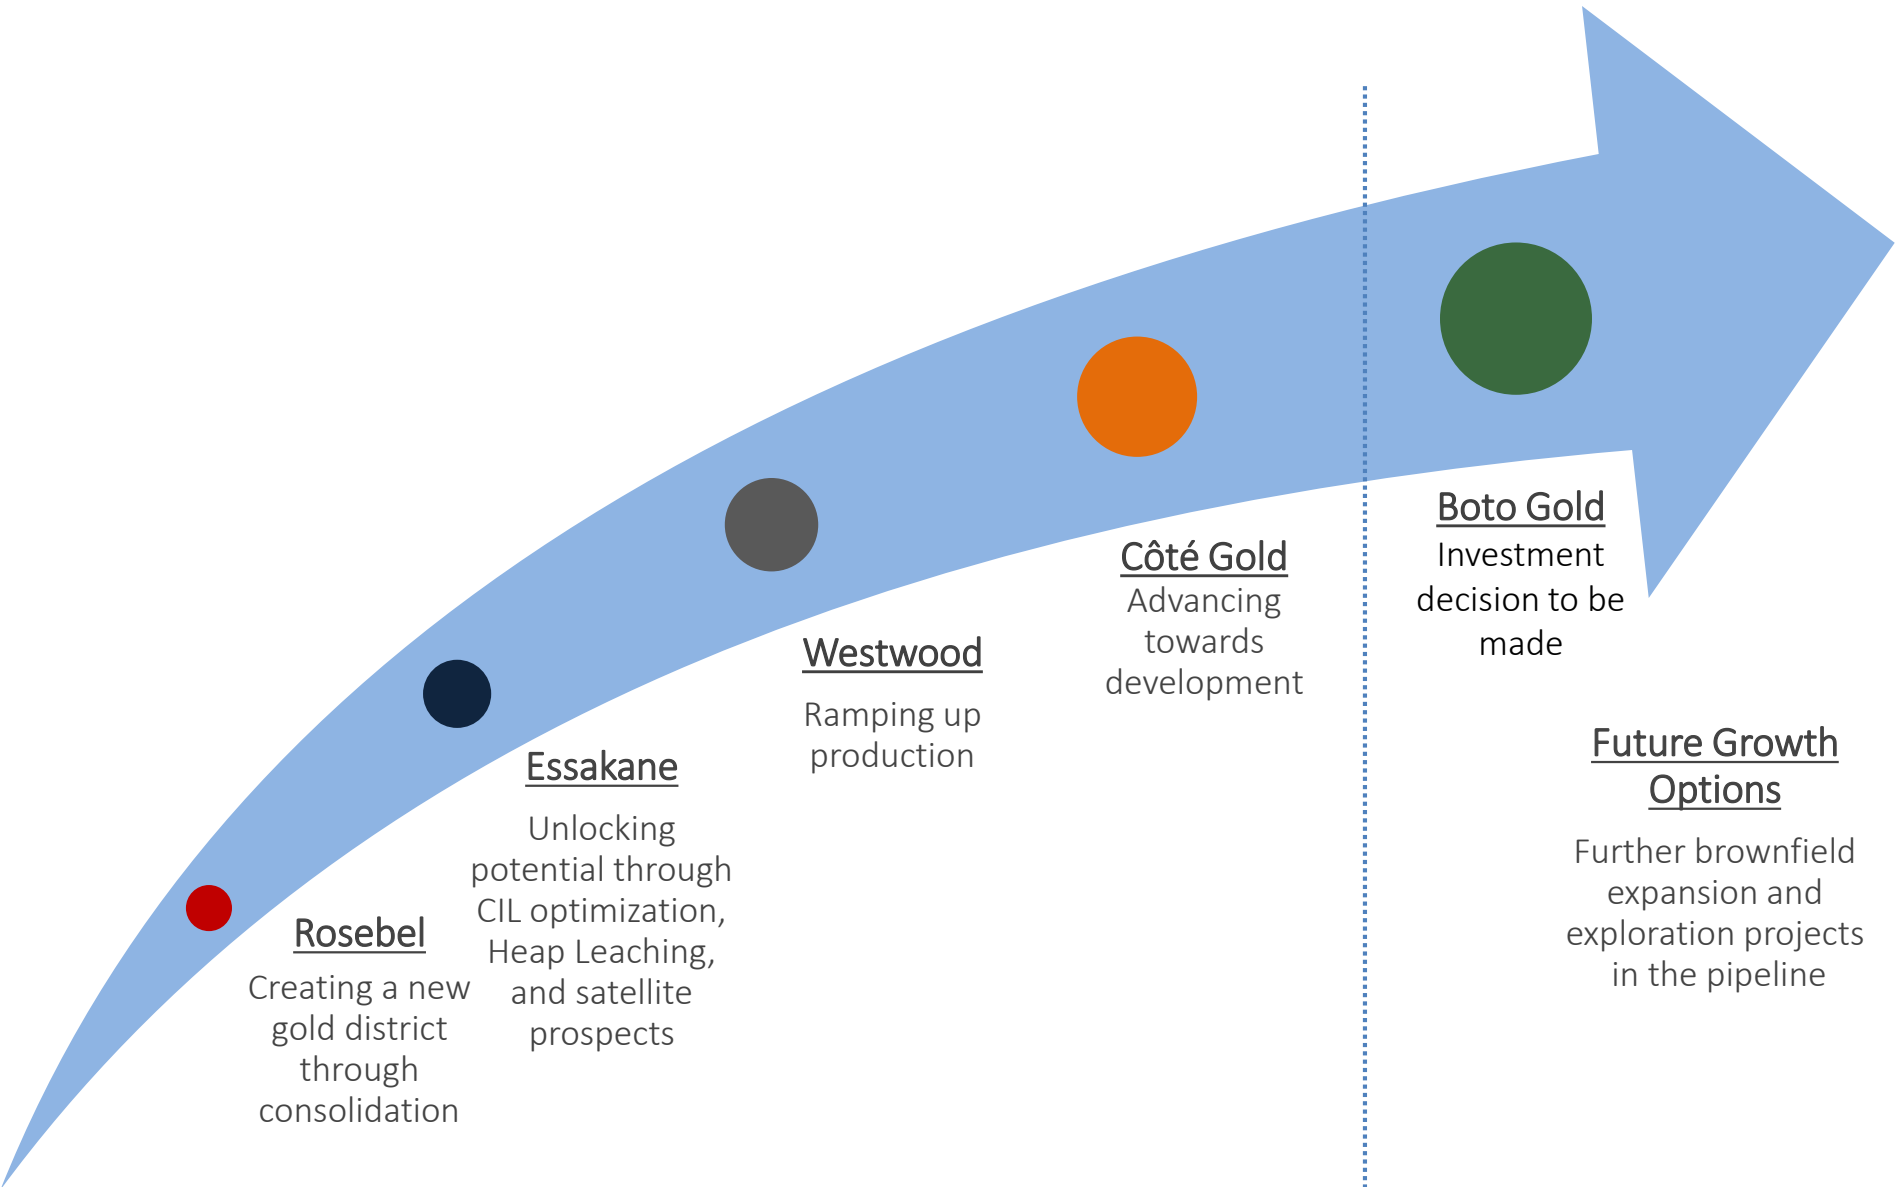 Rosebel
Creating a new
gold district
through
consolidation
Essakane
Unlocking
potential through
CIL optimization,
Heap Leaching,
and satellite
prospects
Westwood
Ramping up
production
Côté Gold
Advancing
towards
development
Boto Gold
Investment
decision to be
made
Future Growth
Options
Further brownfield
expansion and
exploration projects
in the pipeline